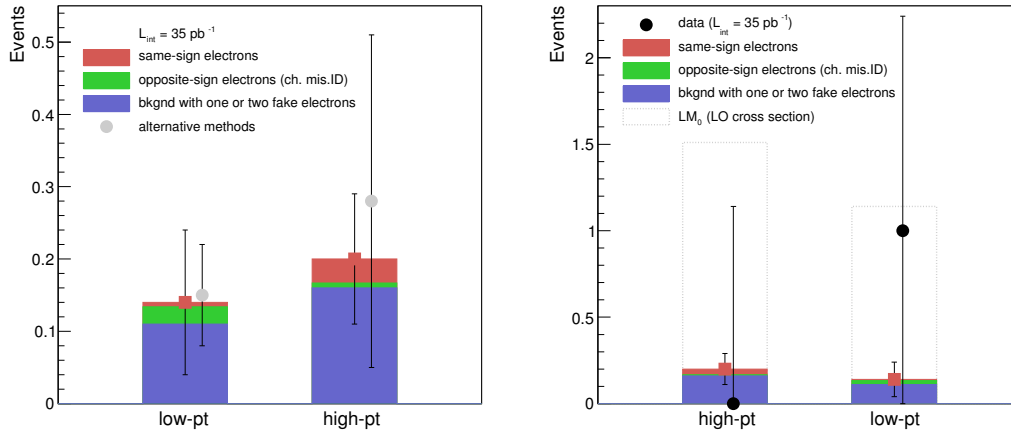 Events
L_int = 35 pb⁻¹
same-sign electrons
opposite-sign electrons (ch. mis.ID)
bkgnd with one or two fake electrons
alternative methods
0.5
0.4
0.3
0.2
0.1
0
low-pt high-pt
Events
data (L_int = 35 pb⁻¹)
same-sign electrons
opposite-sign electrons (ch. mis.ID)
bkgnd with one or two fake electrons
LM₀ (LO cross section)
2
1.5
1
0.5
0
high-pt low-pt